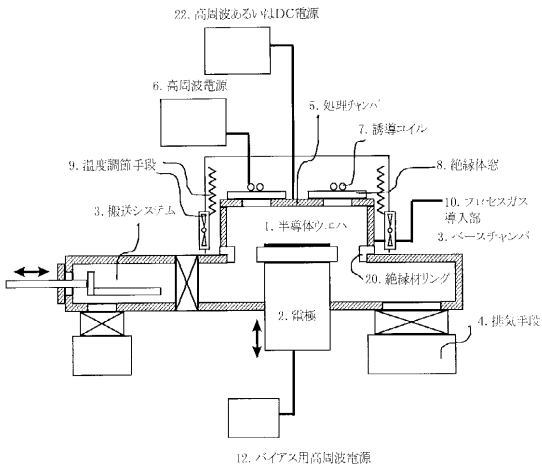 22. 高周波あるいはDC電源
6. 高周波電源
5. 処理チャンバ
7. 誘導コイル
9. 温度調節手段
8. 絶縁体窓
3. 搬送システム
10. プロセスガス
導入部
1. 半導体ウエハ
3. ベースチャンバ
20. 絶縁材リング
2. 電極
4. 排気手段
12. バイアス用高周波電源